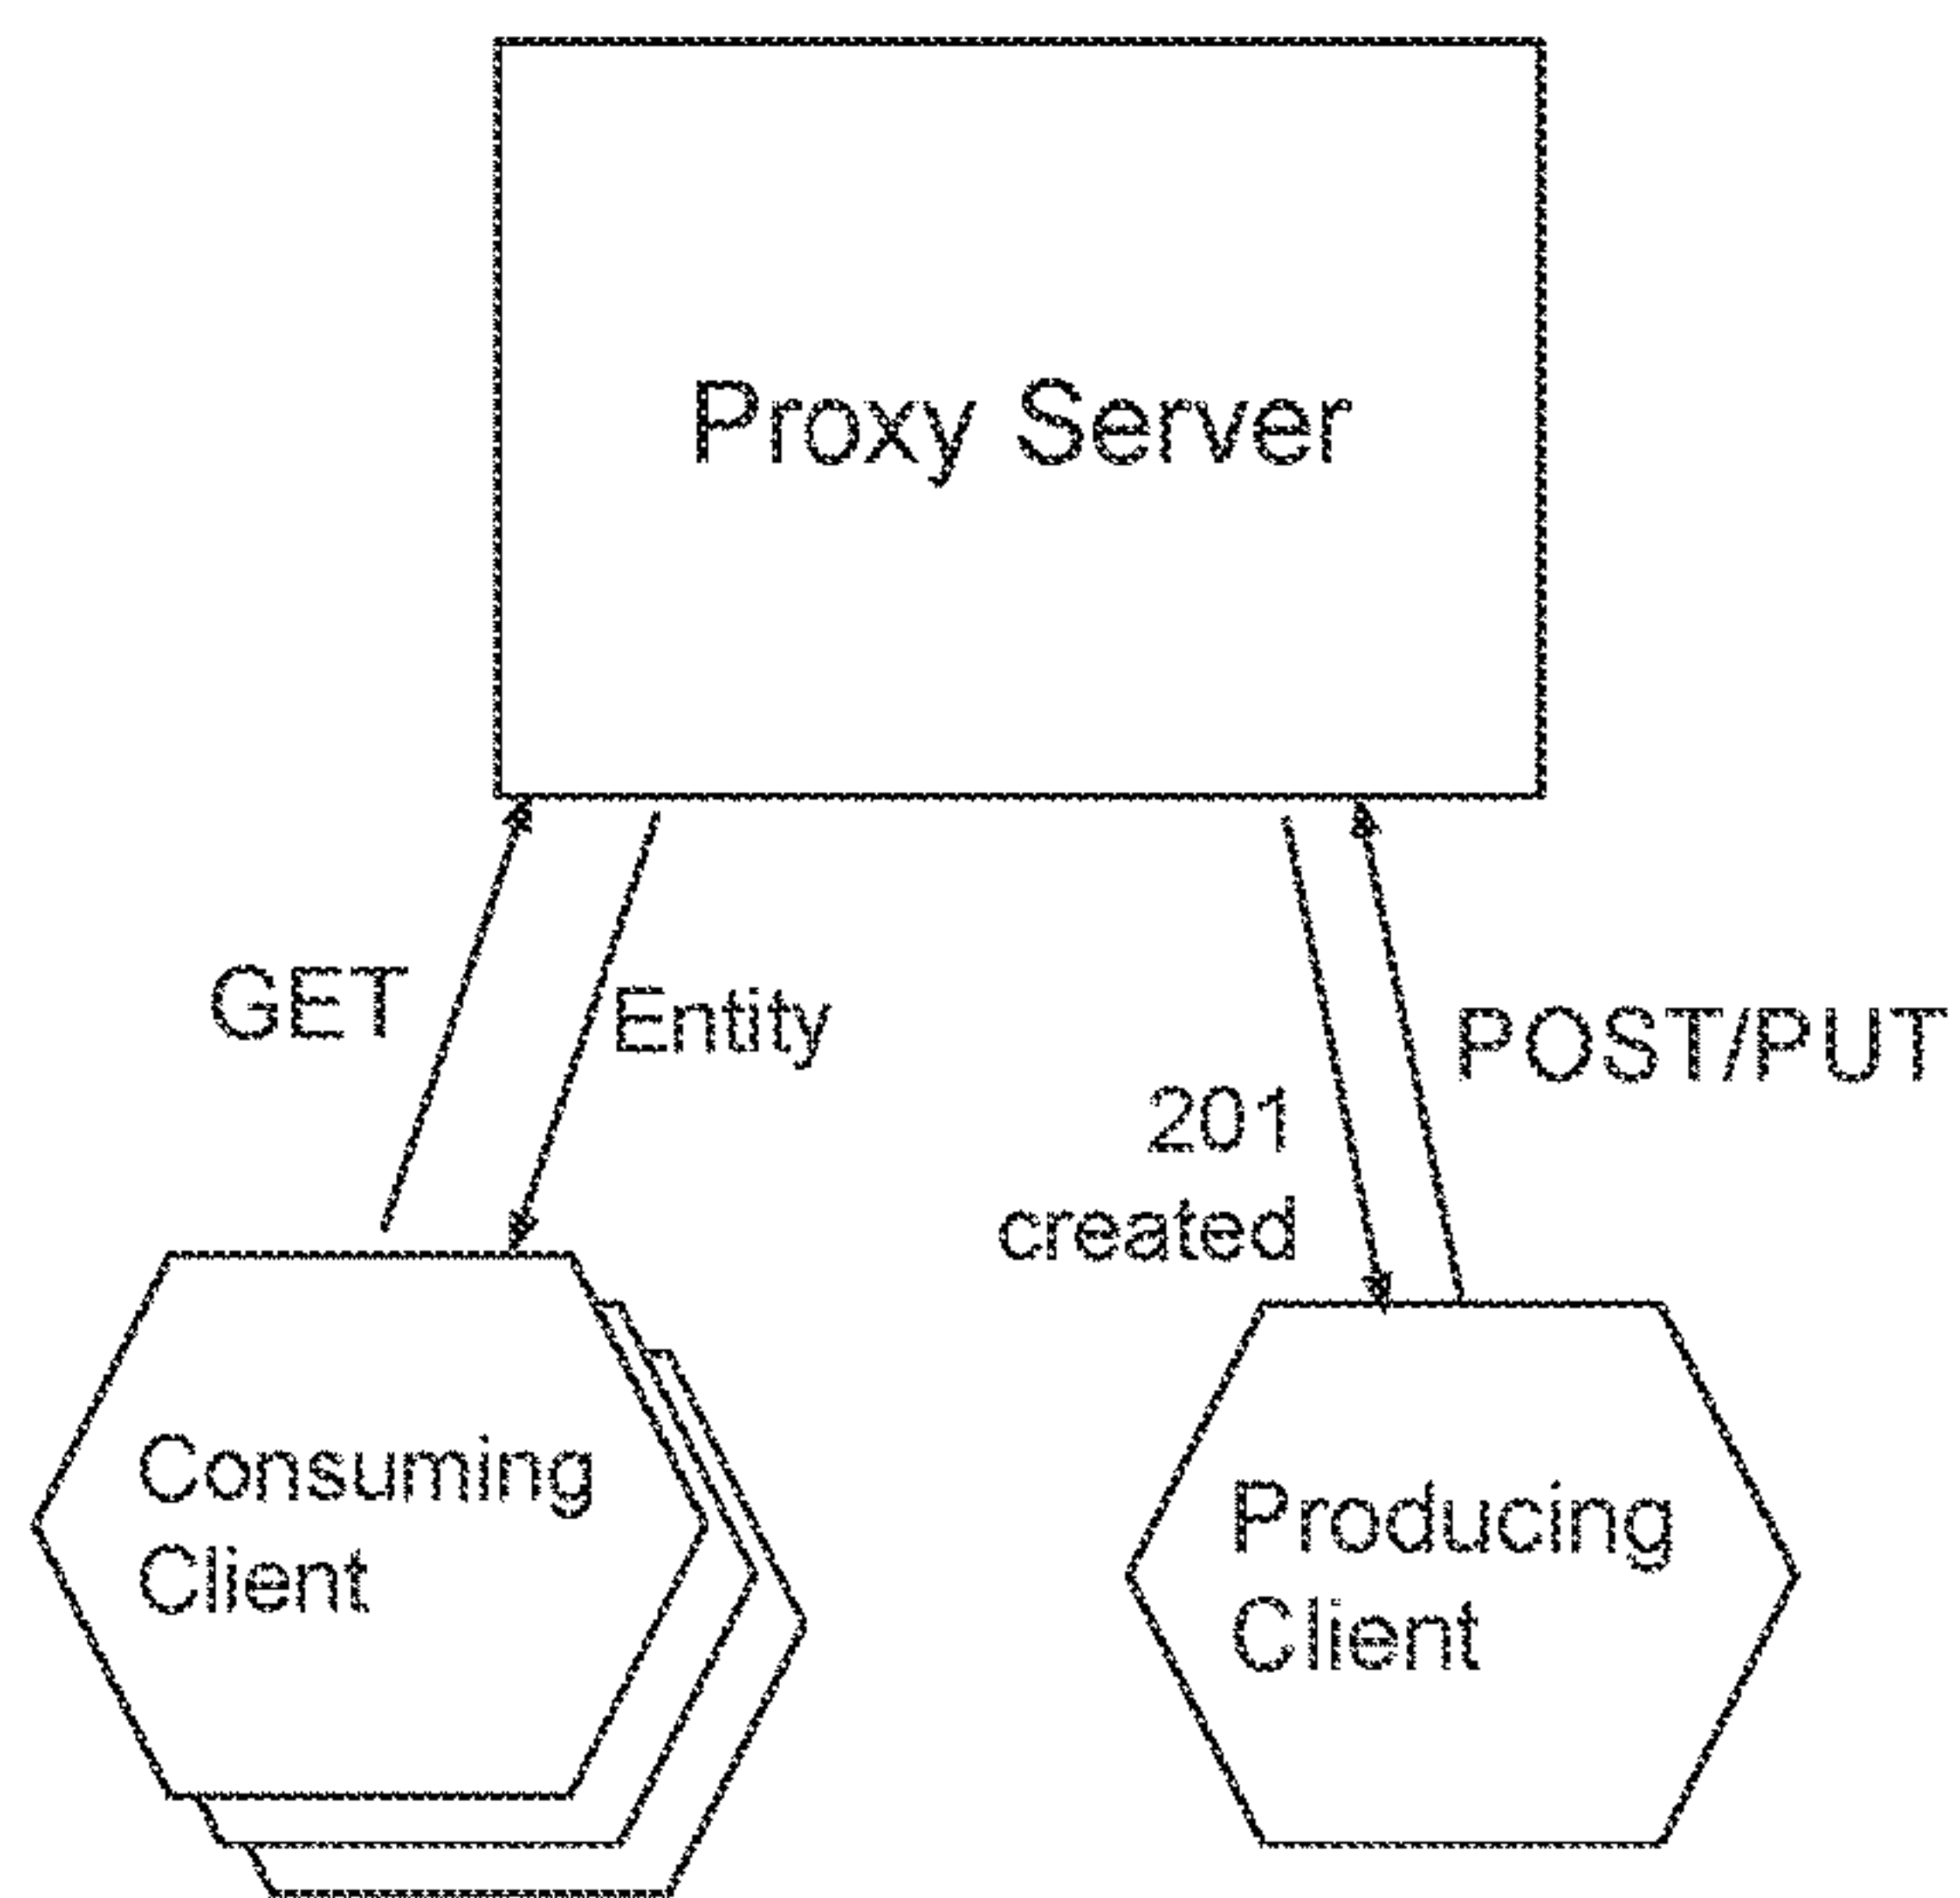 Proxy Server
GET
Entity
201
created
POST/PUT
Consuming
Client
Producing
Client